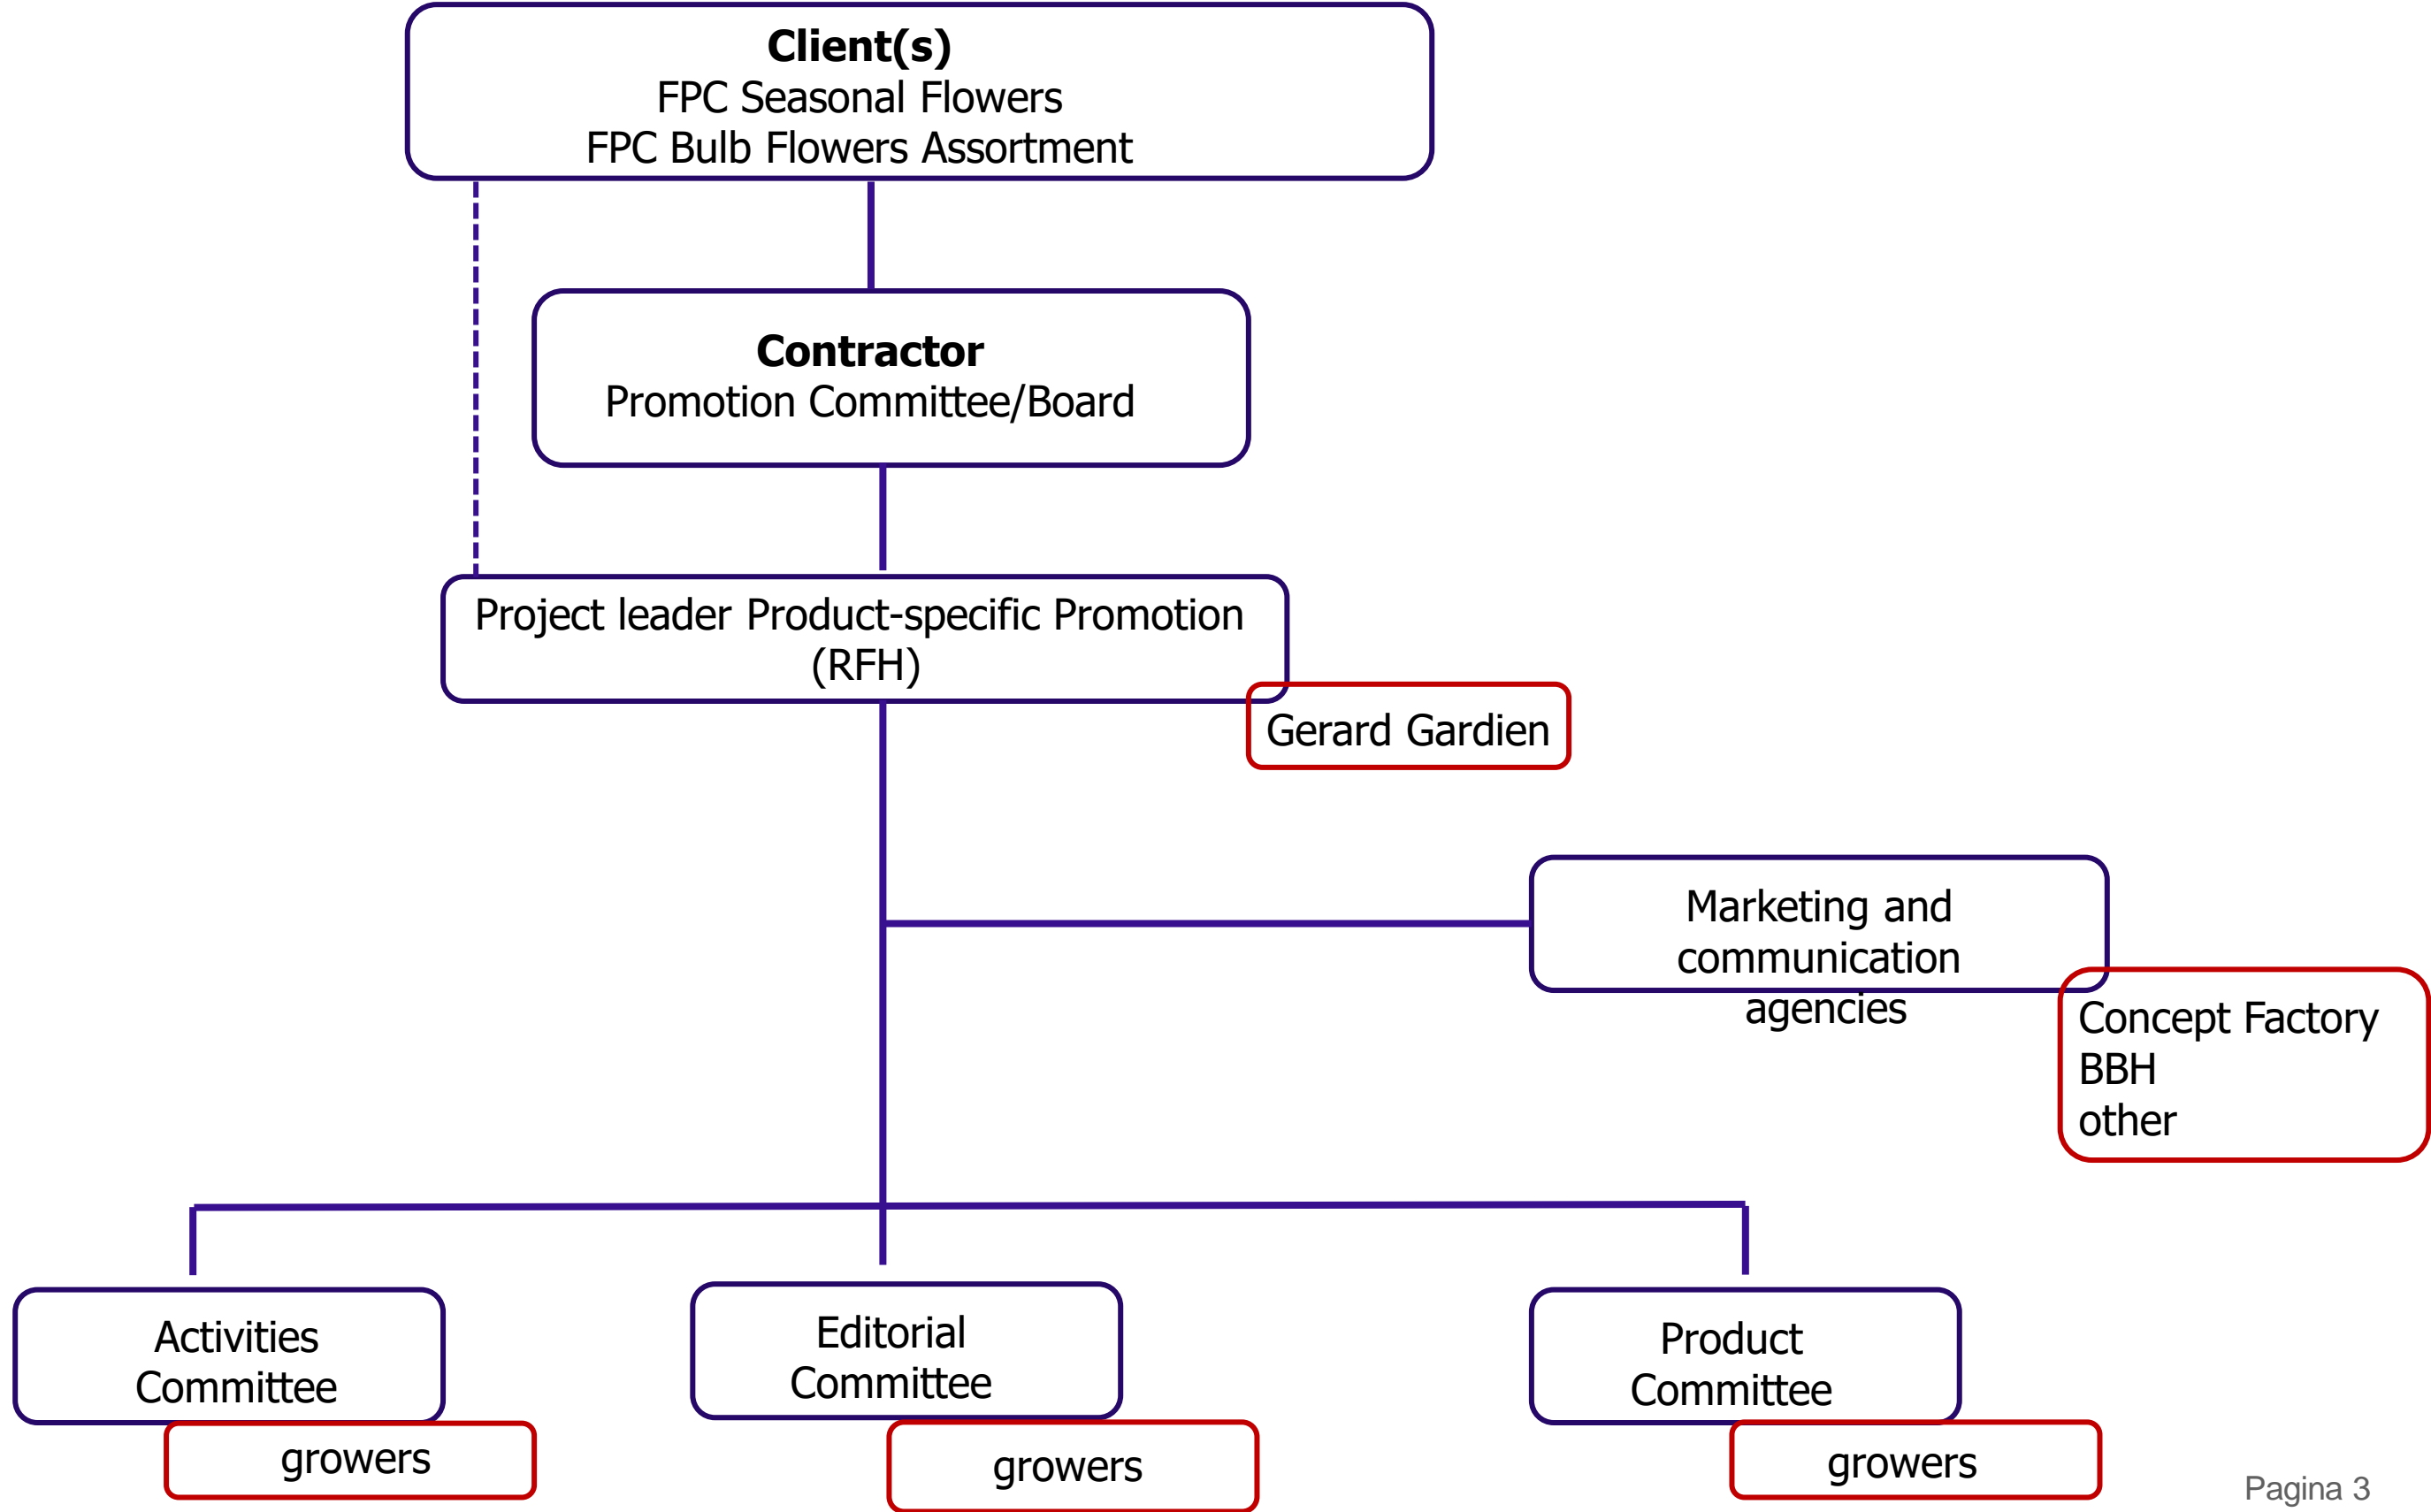 Client(s)
FPC Seasonal Flowers
FPC Bulb Flowers Assortment
Contractor
Promotion Committee/Board
Project leader Product-specific Promotion
(RFH)
Gerard Gardien
Marketing and
communication
agencies
Concept Factory
BBH
other
Activities
Committee
growers
Editorial
Committee
growers
Product
Committee
growers
Pagina 3